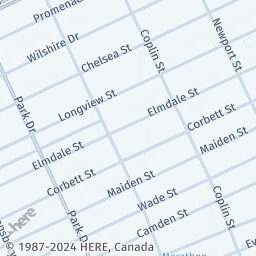 Promenade
Wilshire Dr
Chelsea St
Coplin St
Newport St
Longview St
Elmdale St
Park Dr
Corbett St
Maiden St
Elmdale St
Corbett St
Maiden St
Wade St
Camden St
Coplin St
Park Dr
here
Marathon
© 1987-2024 HERE, Canada